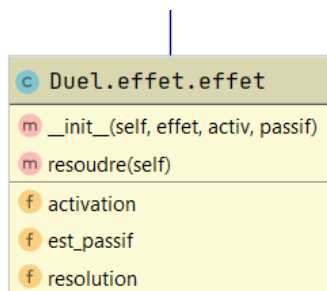 c Duel.effet.effet
m __init__(self, effet, activ, passif)
m resoudre(self)
f activation
f est_passif
f resolution